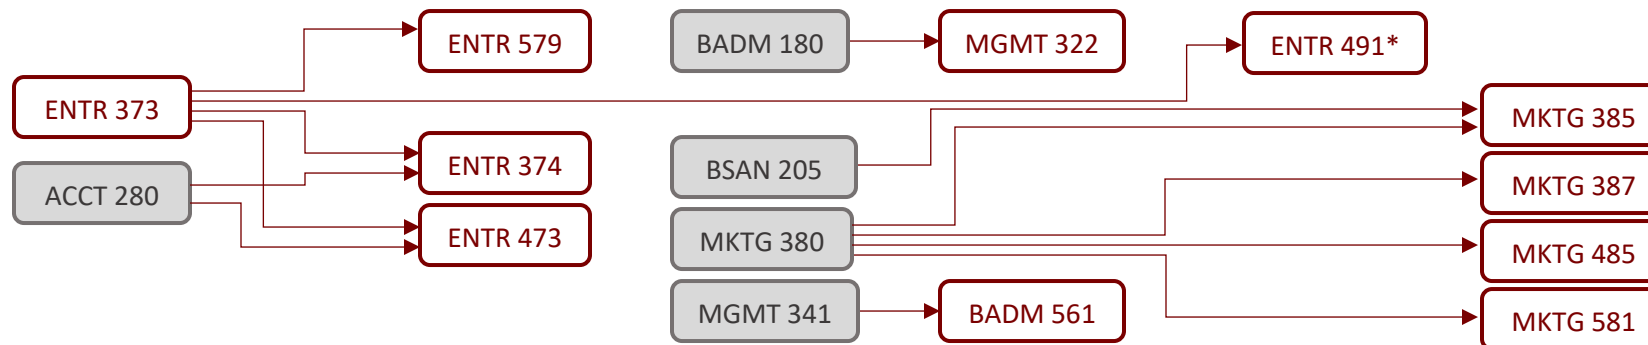 ENTR 579
BADM 180
MGMT 322
ENTR 491*
ENTR 373
MKTG 385
ENTR 374
BSAN 205
ACCT 280
MKTG 387
ENTR 473
MKTG 380
MKTG 485
MGMT 341
BADM 561
MKTG 581